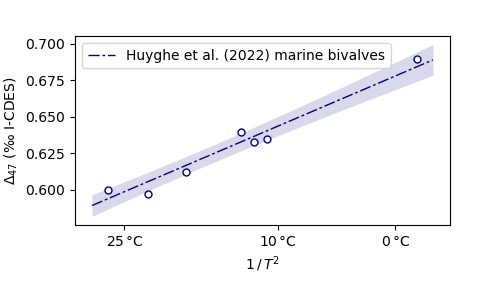 0.700
0.675
0.650
0.625
0.600
Δ47 (‰ I-CDES)
Huyghe et al. (2022) marine bivalves
25 °C
10 °C
0 °C
1 / T²